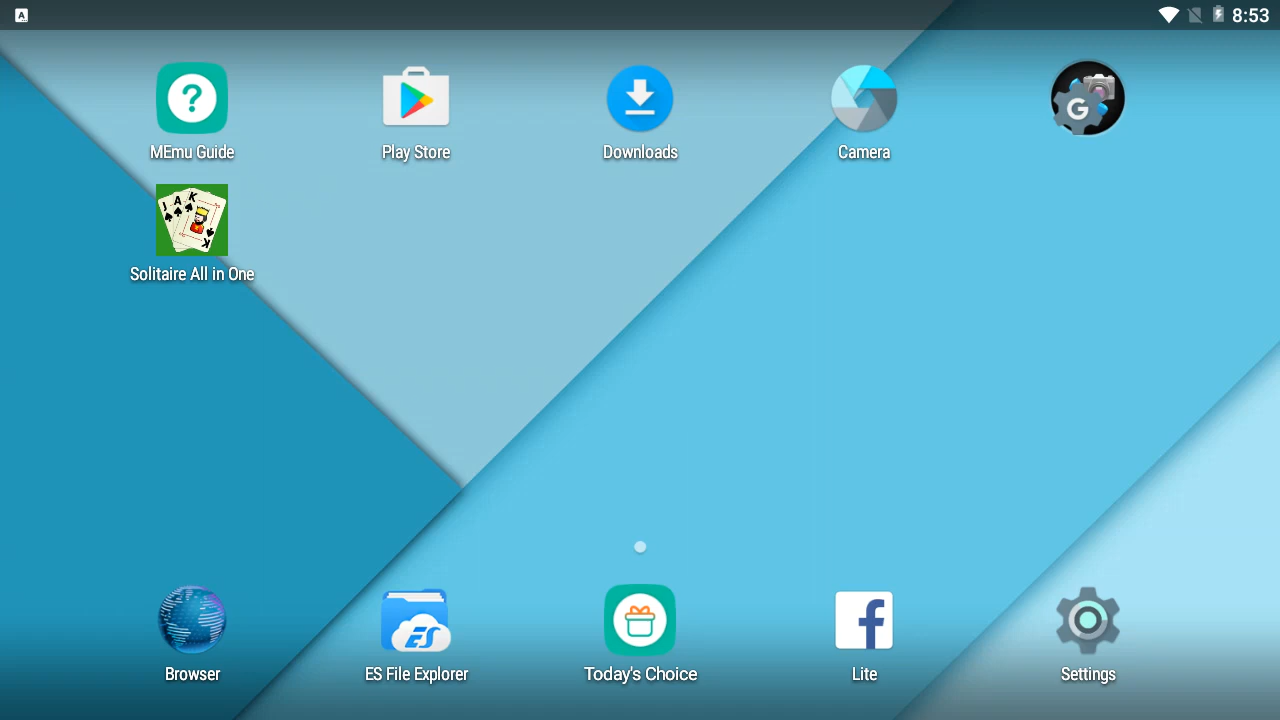 A
8:53
MEmu Guide
Play Store
Downloads
Camera
G
J A K
K
Solitaire All in One
ES
Browser
ES File Explorer
Today's Choice
Lite
Settings